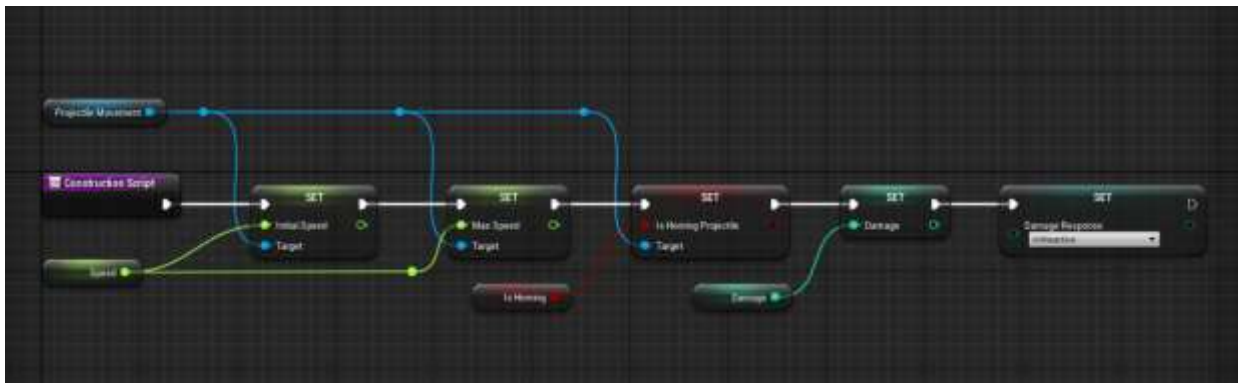 Projectile Movement
Construction Script
SET
Initial Speed
Target
SET
Max Speed
Target
SET
Is Homing Projectile
Target
SET
Damage
SET
Damage Response
Speed
Is Homing
Damage